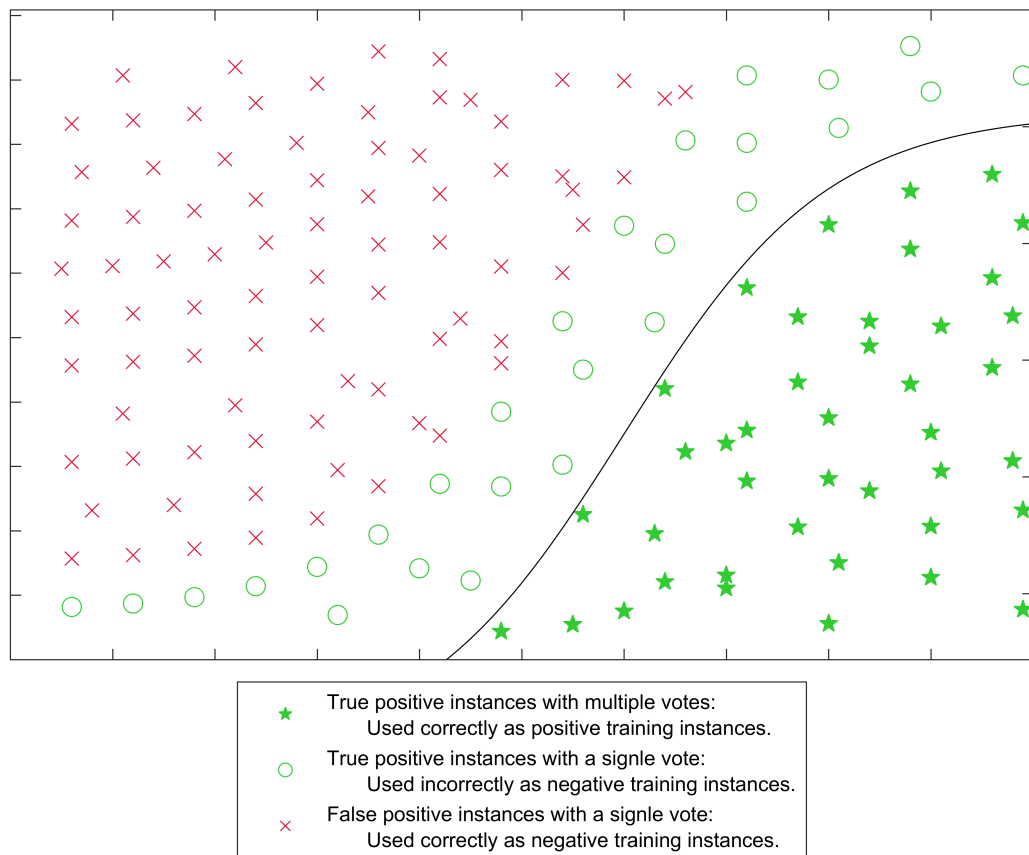 True positive instances with multiple votes:
Used correctly as positive training instances.
True positive instances with a signle vote:
Used incorrectly as negative training instances.
False positive instances with a signle vote:
Used correctly as negative training instances.